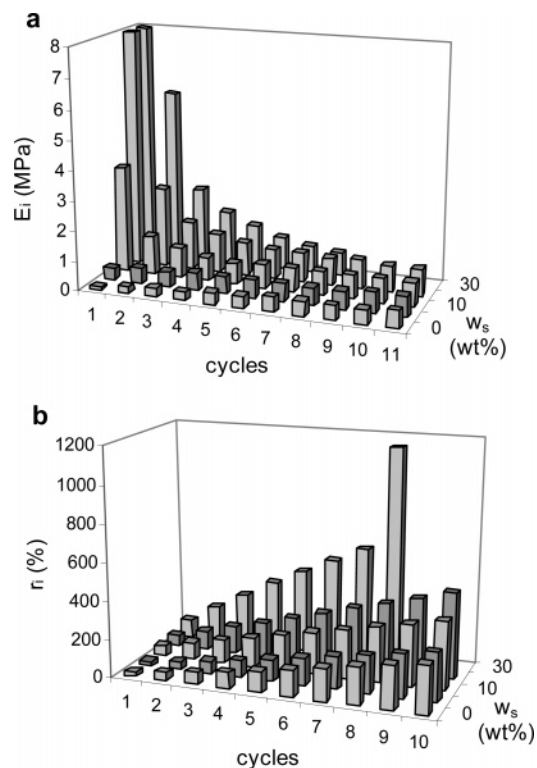 a
8
7
6
5
4
3
2
1
0
Ei (MPa)
1 2 3 4 5 6 7 8 9 10 11
cycles
30
10
0
ws
(wt%)
b
1200
1000
800
600
400
200
0
ri (%)
1 2 3 4 5 6 7 8 9 10
cycles
30
10
0
ws
(wt%)